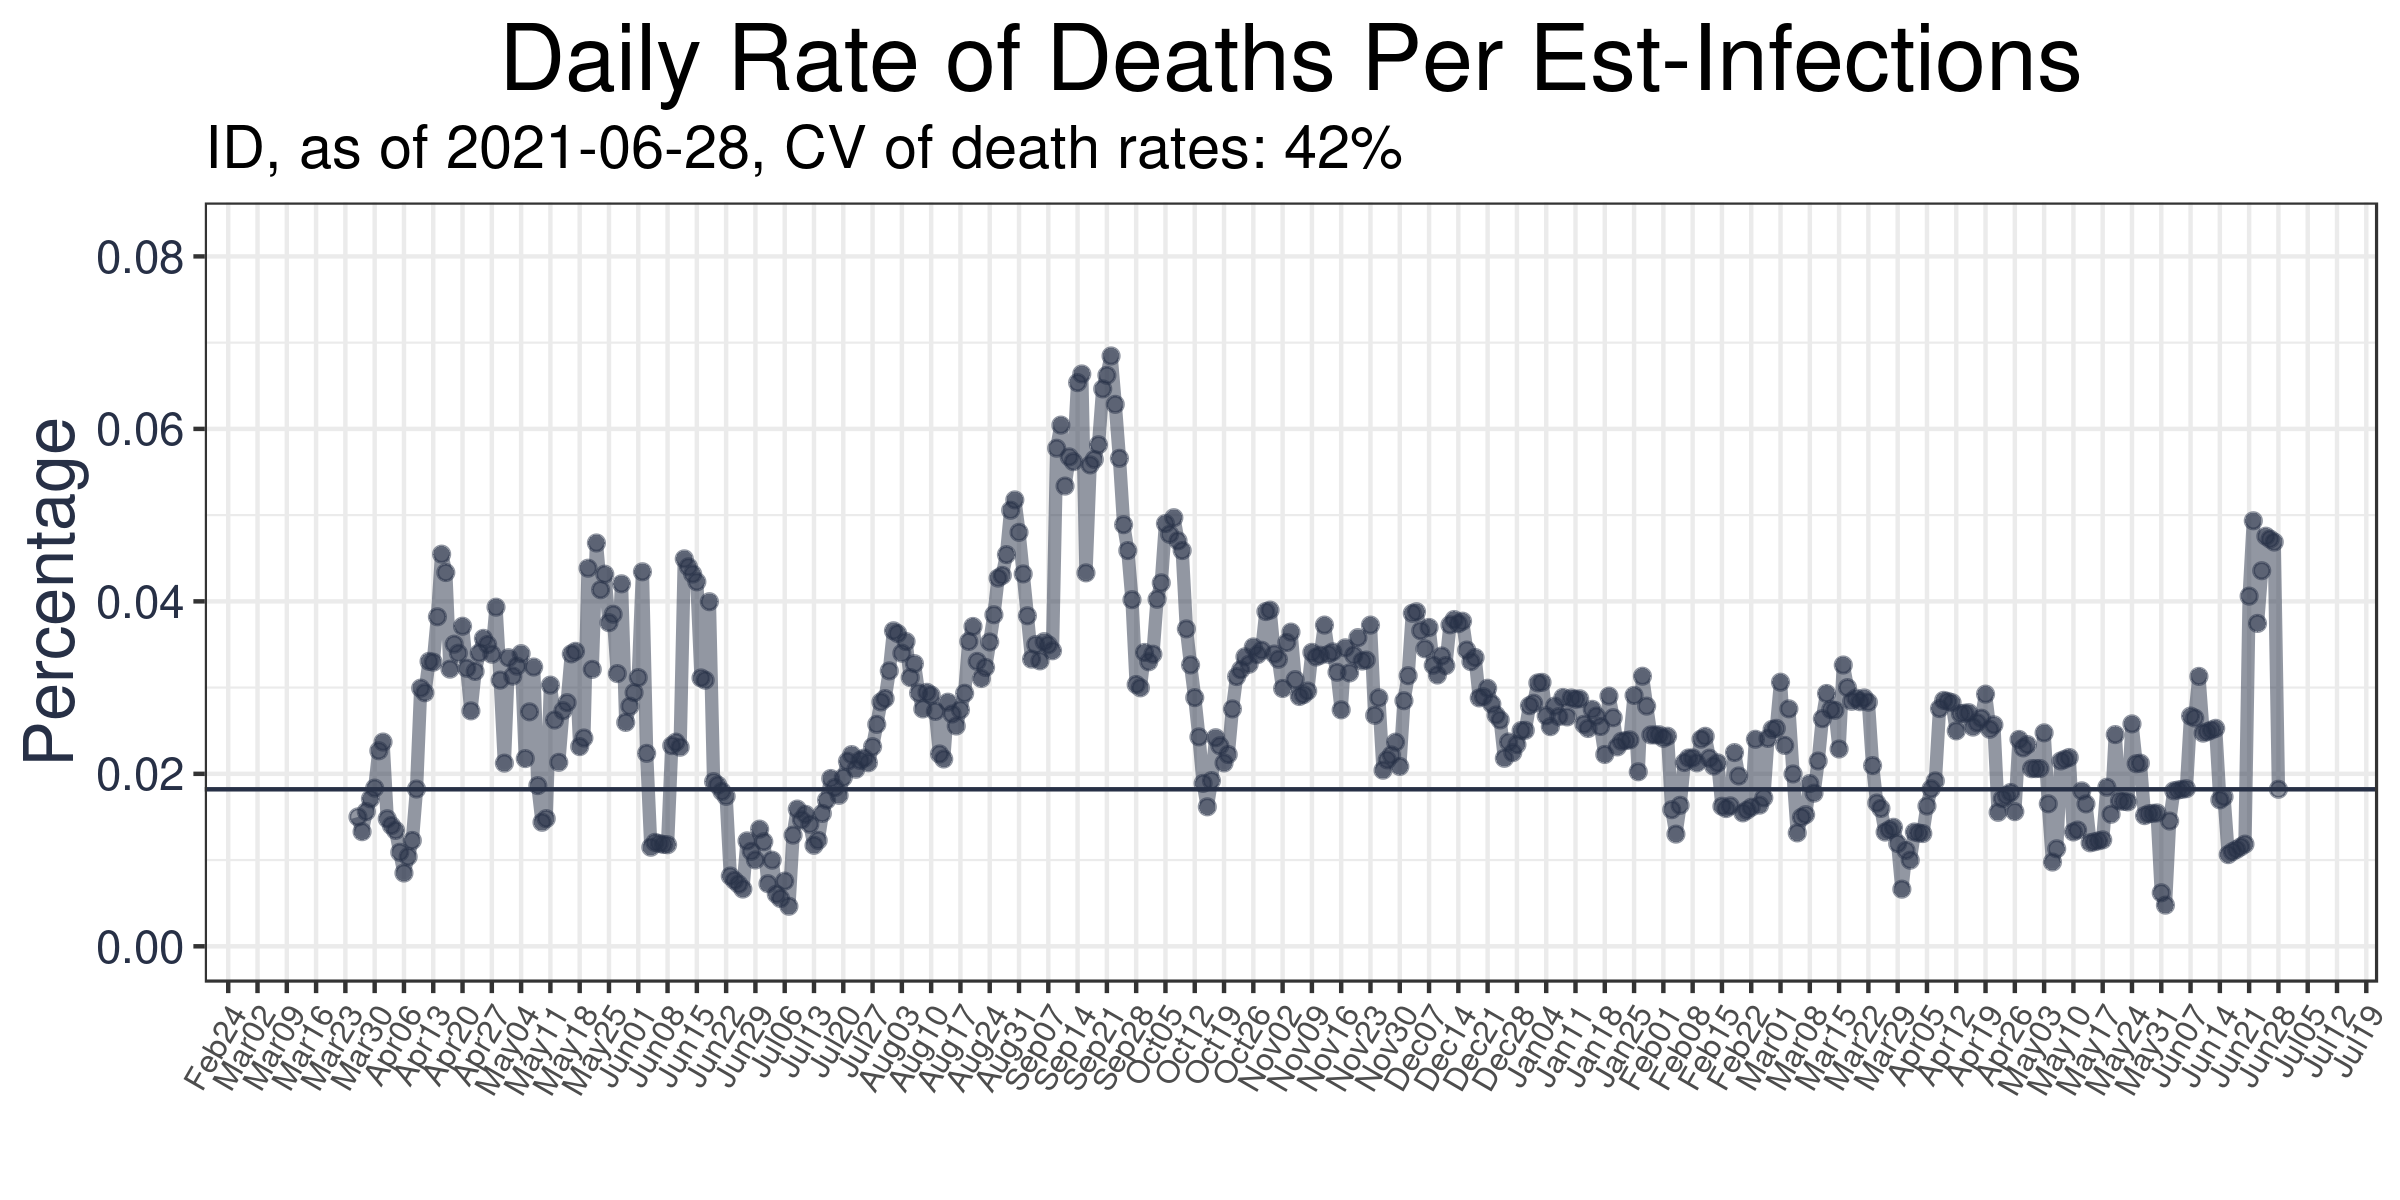 Daily Rate of Deaths Per Est-Infections
ID, as of 2021-06-28, CV of death rates: 42%
Percentage
0.08
0.06
0.04
0.02
0.00
Feb24
Mar02
Mar09
Mar16
Mar23
Mar30
Apr06
Apr13
Apr20
Apr27
May04
May11
May18
May25
Jun01
Jun08
Jun15
Jun22
Jun29
Jul06
Jul13
Jul20
Jul27
Aug03
Aug10
Aug17
Aug24
Aug31
Sep07
Sep14
Sep21
Sep28
Oct05
Oct12
Oct19
Oct26
Nov02
Nov09
Nov16
Nov23
Nov30
Dec07
Dec14
Dec21
Dec28
Jan04
Jan11
Jan18
Jan25
Feb01
Feb08
Feb15
Feb22
Mar01
Mar08
Mar15
Mar22
Mar29
Apr05
Apr12
Apr19
Apr26
May03
May10
May17
May24
May31
Jun07
Jun14
Jun21
Jun28
Jul05
Jul12
Jul19